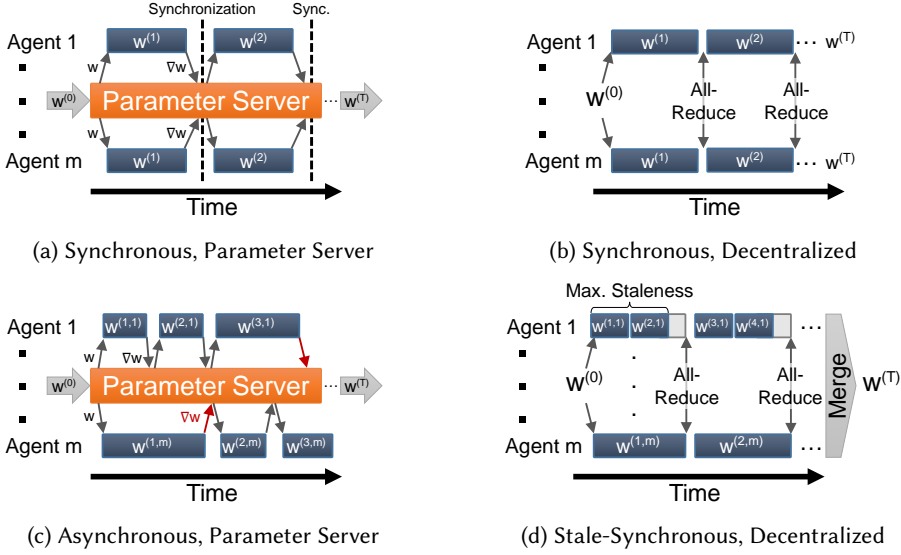 Synchronization
Sync.
Agent 1
w(1)
w(2)
w
∇w
w(0)
Parameter Server
... w(T)
w
∇w
Agent m
w(1)
w(2)
Time
(a) Synchronous, Parameter Server
Agent 1
w(1)
w(2)
... w(T)
w(0)
All-
Reduce
All-
Reduce
Agent m
w(1)
w(2)
... w(T)
Time
(b) Synchronous, Decentralized
Agent 1
w(1,1)
w(2,1)
w(3,1)
w
∇w
w(0)
Parameter Server
... w(T)
w
∇w
Agent m
w(1,m)
w(2,m)
w(3,m)
Time
(c) Asynchronous, Parameter Server
Max. Staleness
Agent 1
w(1,1)
w(2,1)
w(3,1)
w(4,1)
...
w(0)
All-
Reduce
All-
Reduce
Merge
w(T)
Agent m
w(1,m)
w(2,m)
...
Time
(d) Stale-Synchronous, Decentralized